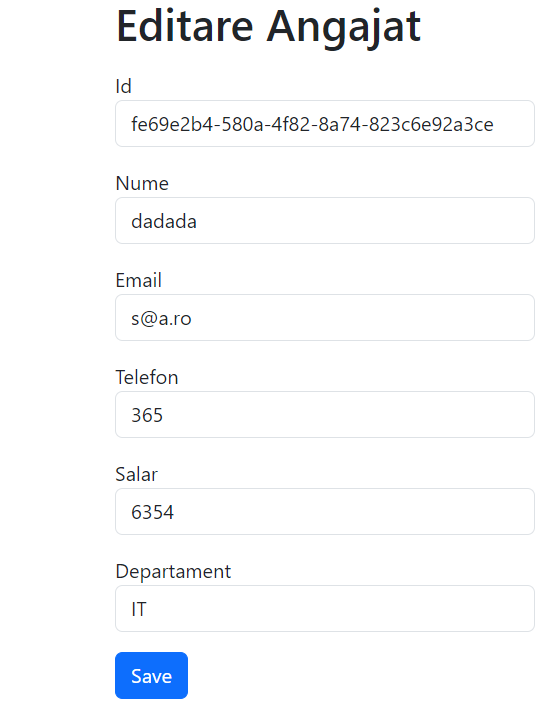 Editare Angajat
Id
fe69e2b4-580a-4f82-8a74-823c6e92a3ce
Nume
dadada
Email
s@a.ro
Telefon
365
Salar
6354
Departament
IT
Save